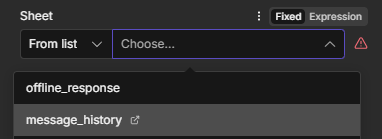 Sheet
Fixed Expression
From list Choose...
offline_response
message_history